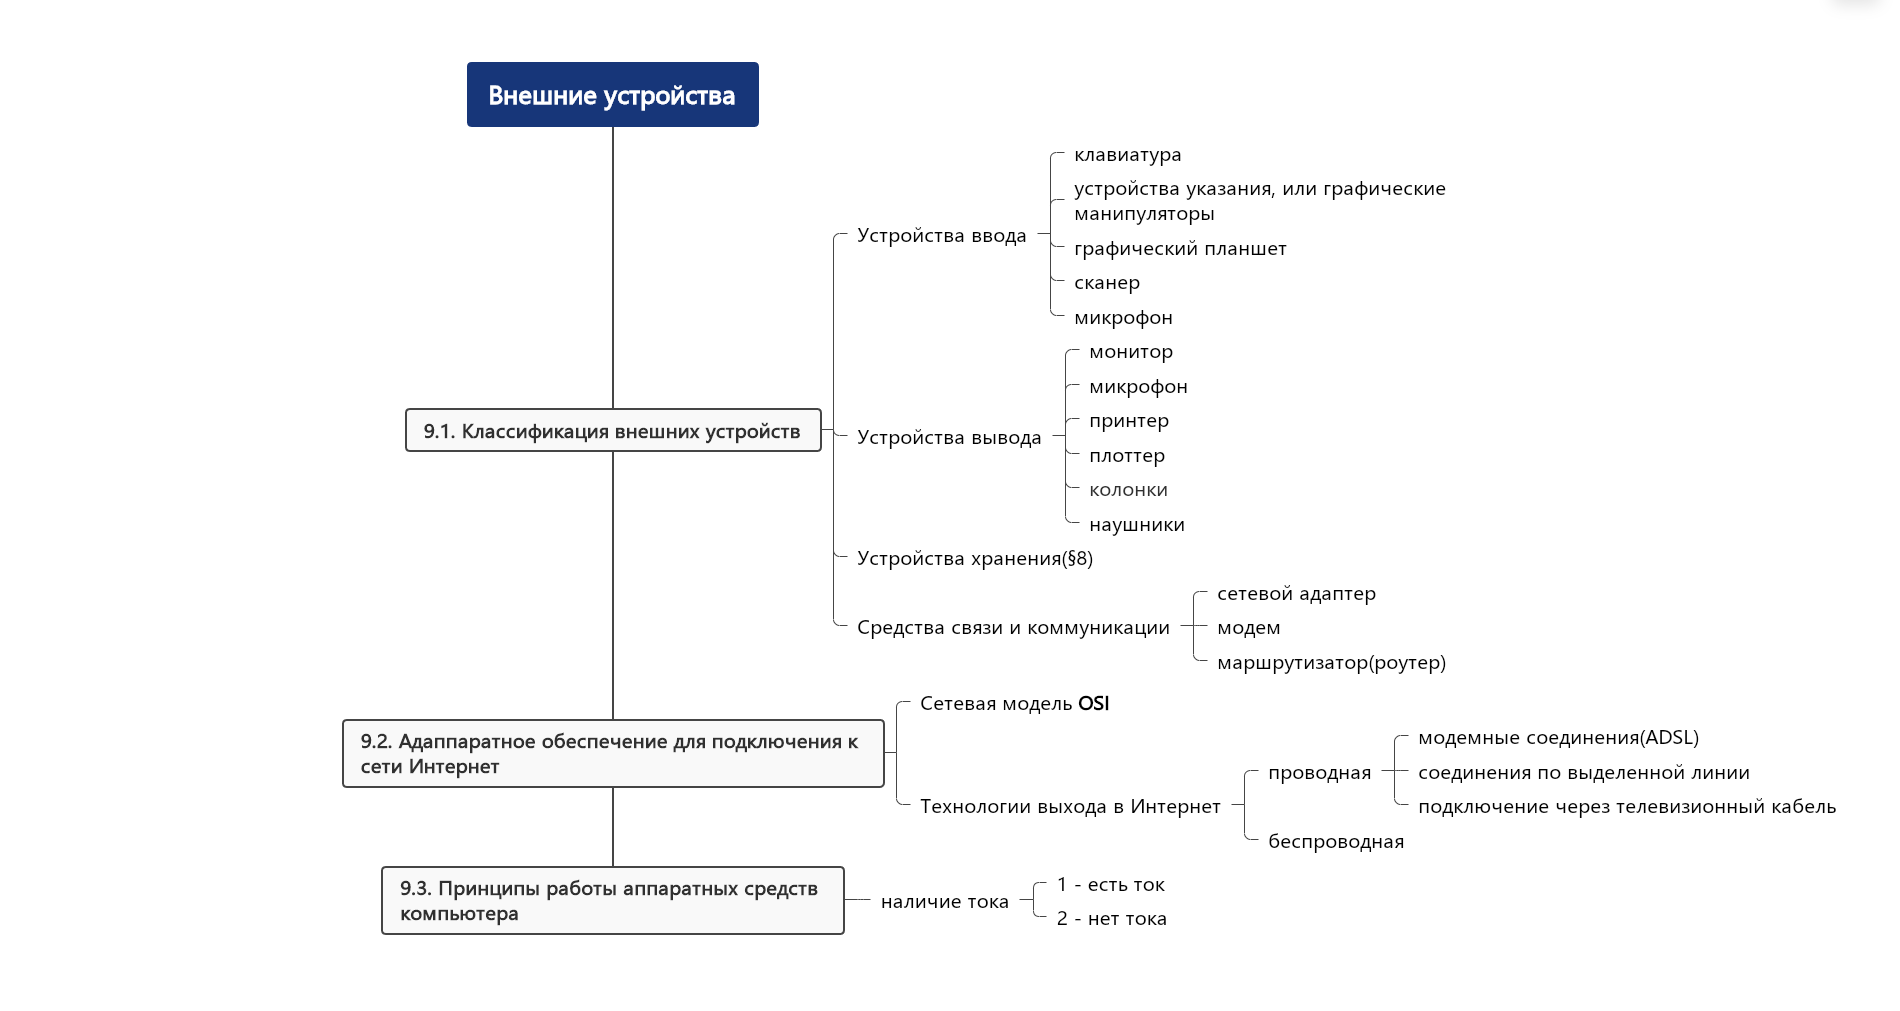 Внешние устройства
9.1. Классификация внешних устройств
Устройства ввода
клавиатура
устройства указания, или графические
манипуляторы
графический планшет
сканер
микрофон
Устройства вывода
монитор
микрофон
принтер
плоттер
колонки
наушники
Устройства хранения(§8)
Средства связи и коммуникации
сетевой адаптер
модем
маршрутизатор(роутер)
9.2. Адаппаратное обеспечение для подключения к
сети Интернет
Сетевая модель OSI
Технологии выхода в Интернет
проводная
модемные соединения(ADSL)
соединения по выделенной линии
подключение через телевизионный кабель
беспроводная
9.3. Принципы работы аппаратных средств
компьютера
наличие тока
1 - есть ток
2 - нет тока